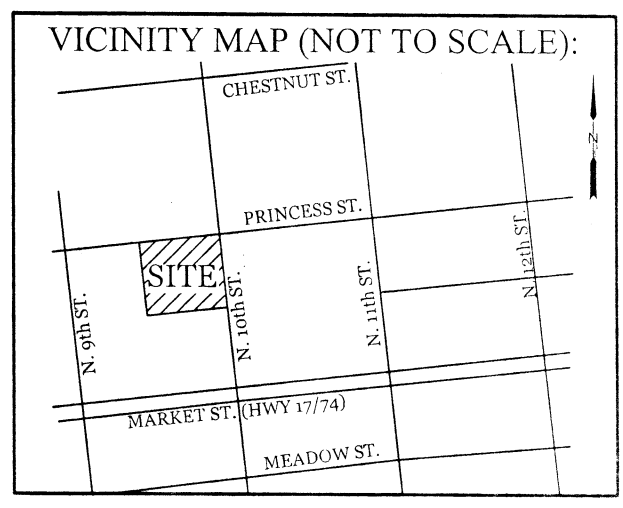 VICINITY MAP (NOT TO SCALE):
CHESTNUT ST.
N
PRINCESS ST.
SITE
N. 9th ST.
N. 10th ST.
N. 11th ST.
N. 12th ST.
MARKET ST. (HWY 17/74)
MEADOW ST.